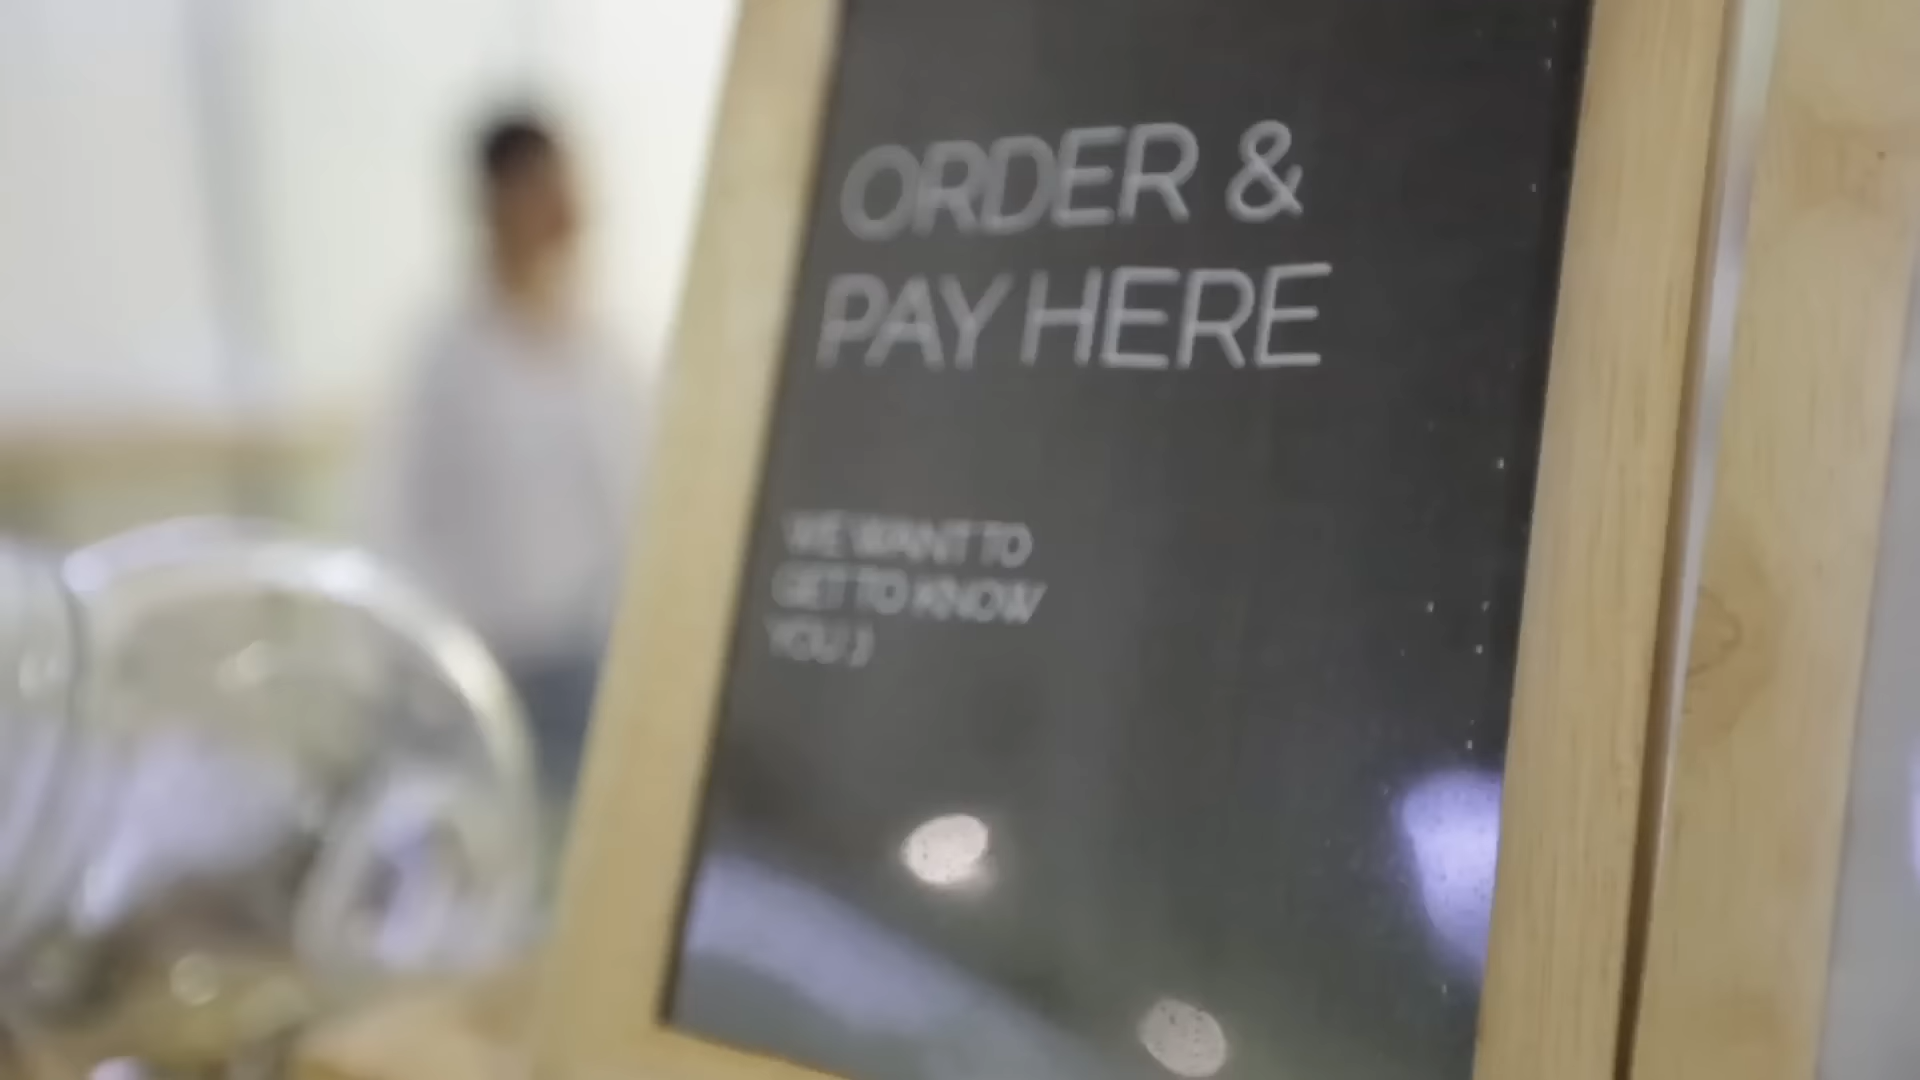 ORDER &
PAY HERE
WE WANT TO
GET TO KNOW
YOU :)